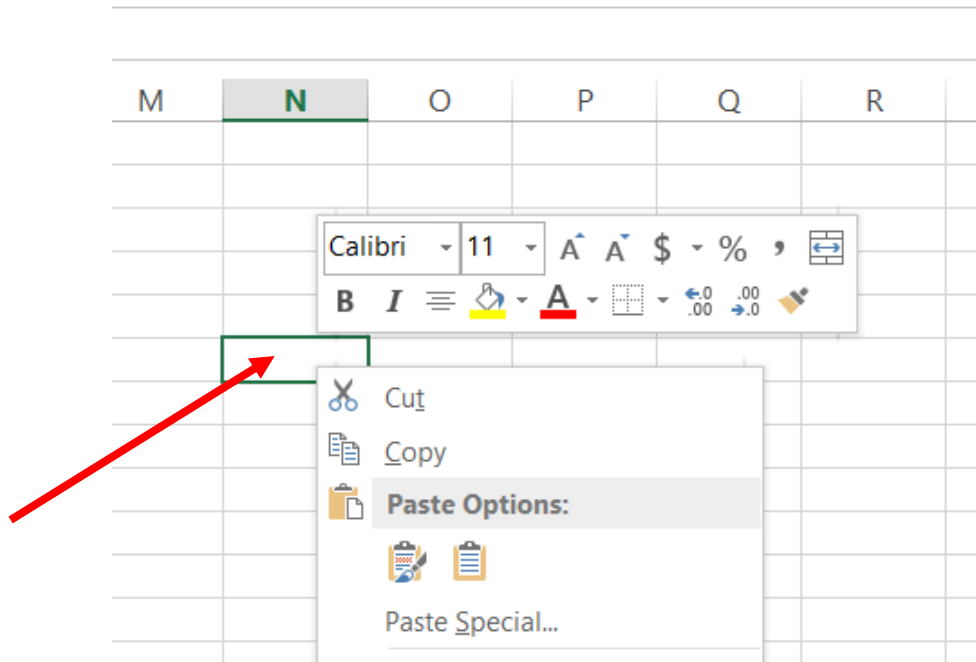 M N O P Q R
Calibri 11 A A $ % ,
B I A .0 .00 .00 .0
Cut
Copy
Paste Options:
Paste Special...